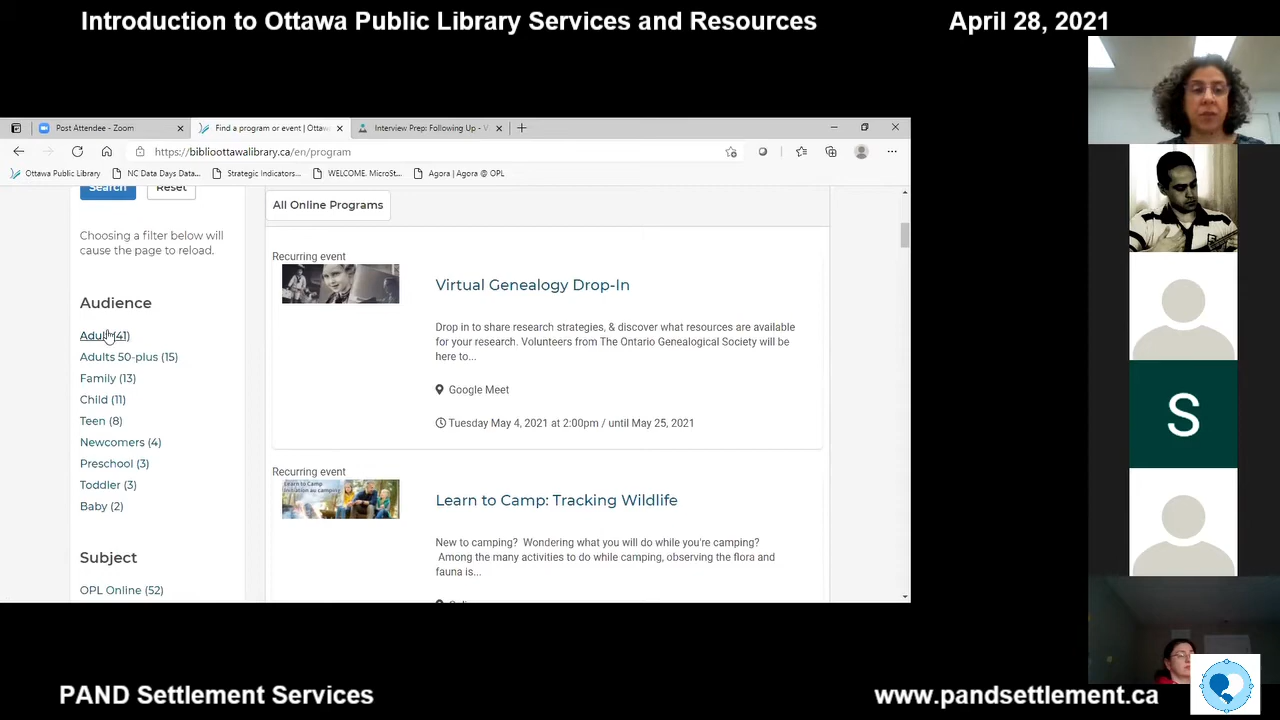 Introduction to Ottawa Public Library Services and Resources
April 28, 2021
Post Attendee - Zoom
Find a program or event | Ottaw
Interview Prep: Following Up - V
https://biblioottawalibrary.ca/en/program
Ottawa Public Library
NC Data Days Data...
Strategic Indicators...
WELCOME. MicroSt...
Agora | Agora @ OPL
Search
Reset
Choosing a filter below will
cause the page to reload.
Audience
Adult (41)
Adults 50-plus (15)
Family (13)
Child (11)
Teen (8)
Newcomers (4)
Preschool (3)
Toddler (3)
Baby (2)
Subject
OPL Online (52)
All Online Programs
Recurring event
Virtual Genealogy Drop-In
Drop in to share research strategies, & discover what resources are available
for your research. Volunteers from The Ontario Genealogical Society will be
here to...
Google Meet
Tuesday May 4, 2021 at 2:00pm / until May 25, 2021
Recurring event
Learn to Camp
Initiation au camping
Learn to Camp: Tracking Wildlife
New to camping? Wondering what you will do while you're camping?
Among the many activities to do while camping, observing the flora and
fauna is...
S
PAND Settlement Services
www.pandsettlement.ca